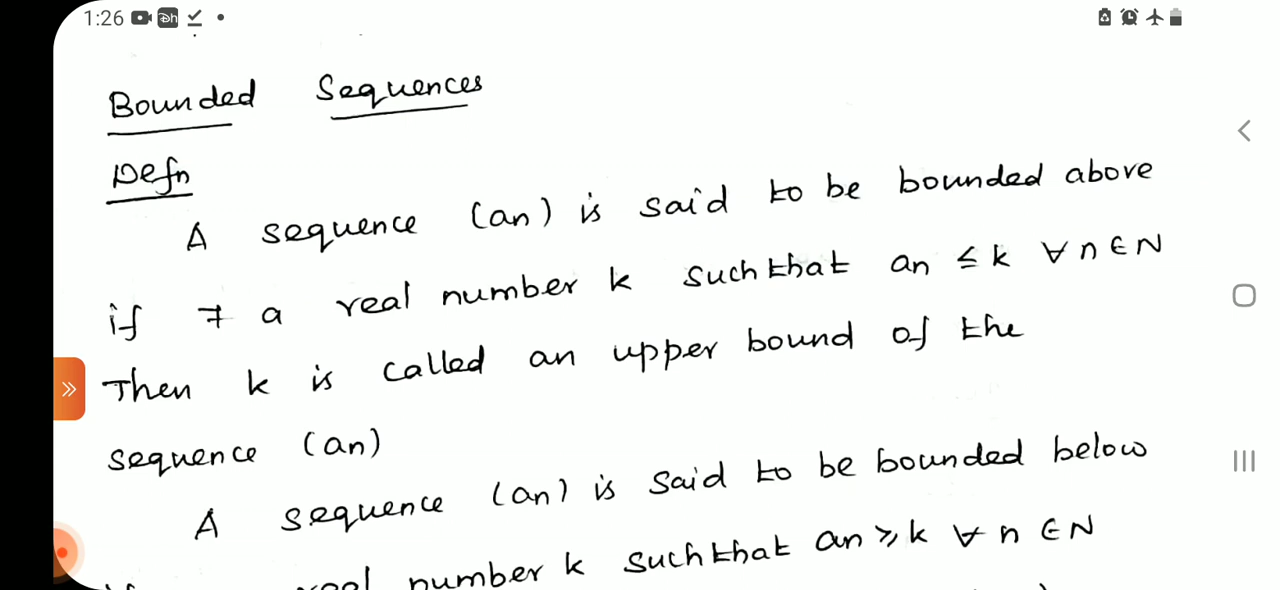 1:26
Bounded Sequences
Defn
A sequence (an) is said to be bounded above
if ∃ a real number k such that an ≤ k ∀ n ∈ N
Then k is called an upper bound of the
sequence (an)
A sequence (an) is said to be bounded below
real number k such that an ≥ k ∀ n ∈ N